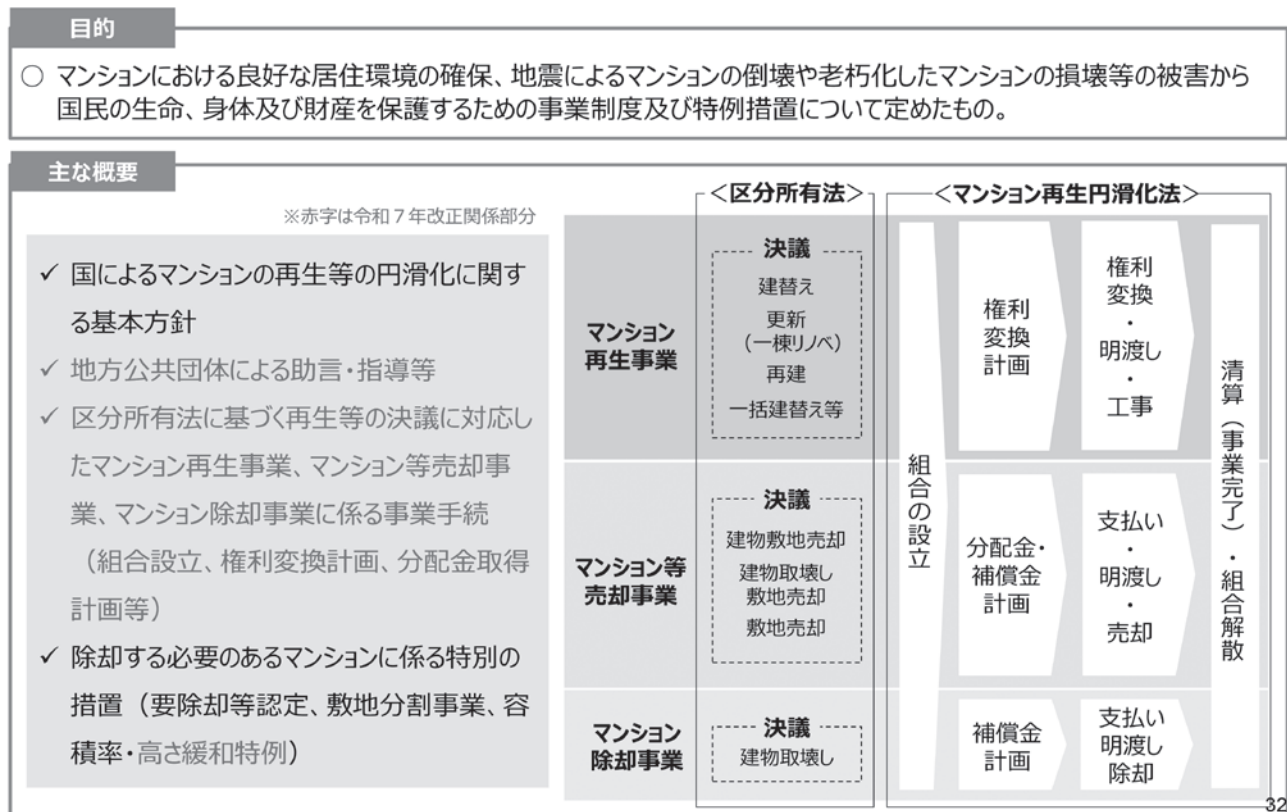 目的
○ マンションにおける良好な居住環境の確保、地震によるマンションの倒壊や老朽化したマンションの損壊等の被害から
国民の生命、身体及び財産を保護するための事業制度及び特例措置について定めたもの。
主な概要
※赤字は令和７年改正関係部分
✓ 国によるマンションの再生等の円滑化に関す
る基本方針
✓ 地方公共団体による助言・指導等
✓ 区分所有法に基づく再生等の決議に対応し
たマンション再生事業、マンション等売却事
業、マンション除却事業に係る事業手続
（組合設立、権利変換計画、分配金取得
計画等）
✓ 除却する必要のあるマンションに係る特別の
措置（要除却等認定、敷地分割事業、容
積率・高さ緩和特例）
＜区分所有法＞
＜マンション再生円滑化法＞
マンション
再生事業
決議
建替え
更新
（一棟リノベ）
再建
一括建替え等
組合の設立
権利
変換
計画
権利
変換
・
明渡し
・
工事
清算（事業完了）・組合解散
マンション等
売却事業
決議
建物敷地売却
建物取壊し
敷地売却
敷地売却
分配金・
補償金
計画
支払い
・
明渡し
・
売却
マンション
除却事業
決議
建物取壊し
補償金
計画
支払い
明渡し
除却
32